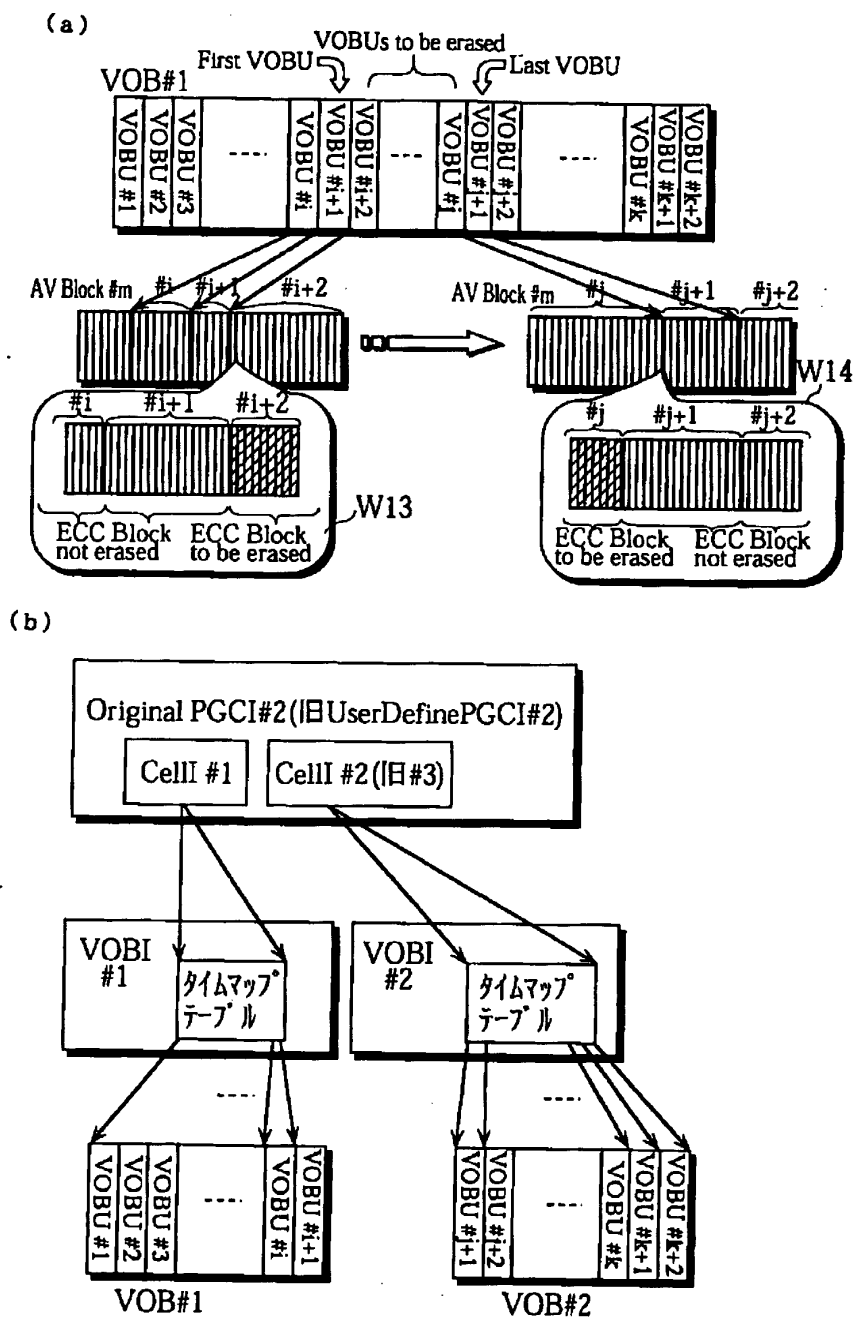 (a)
VOBUs to be erased
First VOBU
Last VOBU
VOB#1
VOBU #1
VOBU #2
VOBU #3
VOBU #i
VOBU #i+1
VOBU #i+2
VOBU #j
VOBU #j+1
VOBU #j+2
VOBU #k
VOBU #k+1
VOBU #k+2
AV Block #m
#i
#i+1
#i+2
AV Block #m
#j
#j+1
#j+2
W14
#i
#i+1
#i+2
ECC Block
not erased
ECC Block
to be erased
W13
#j
#j+1
#j+2
ECC Block
to be erased
ECC Block
not erased
(b)
Original PGCI#2(旧UserDefinePGCI#2)
CellI #1
CellI #2(旧#3)
VOBI
#1
タイムマップ
テーブル
VOBI
#2
タイムマップ
テーブル
VOBU #1
VOBU #2
VOBU #3
VOBU #i
VOBU #i+1
VOB#1
VOBU #j+1
VOBU #j+2
VOBU #k
VOBU #k+1
VOBU #k+2
VOB#2